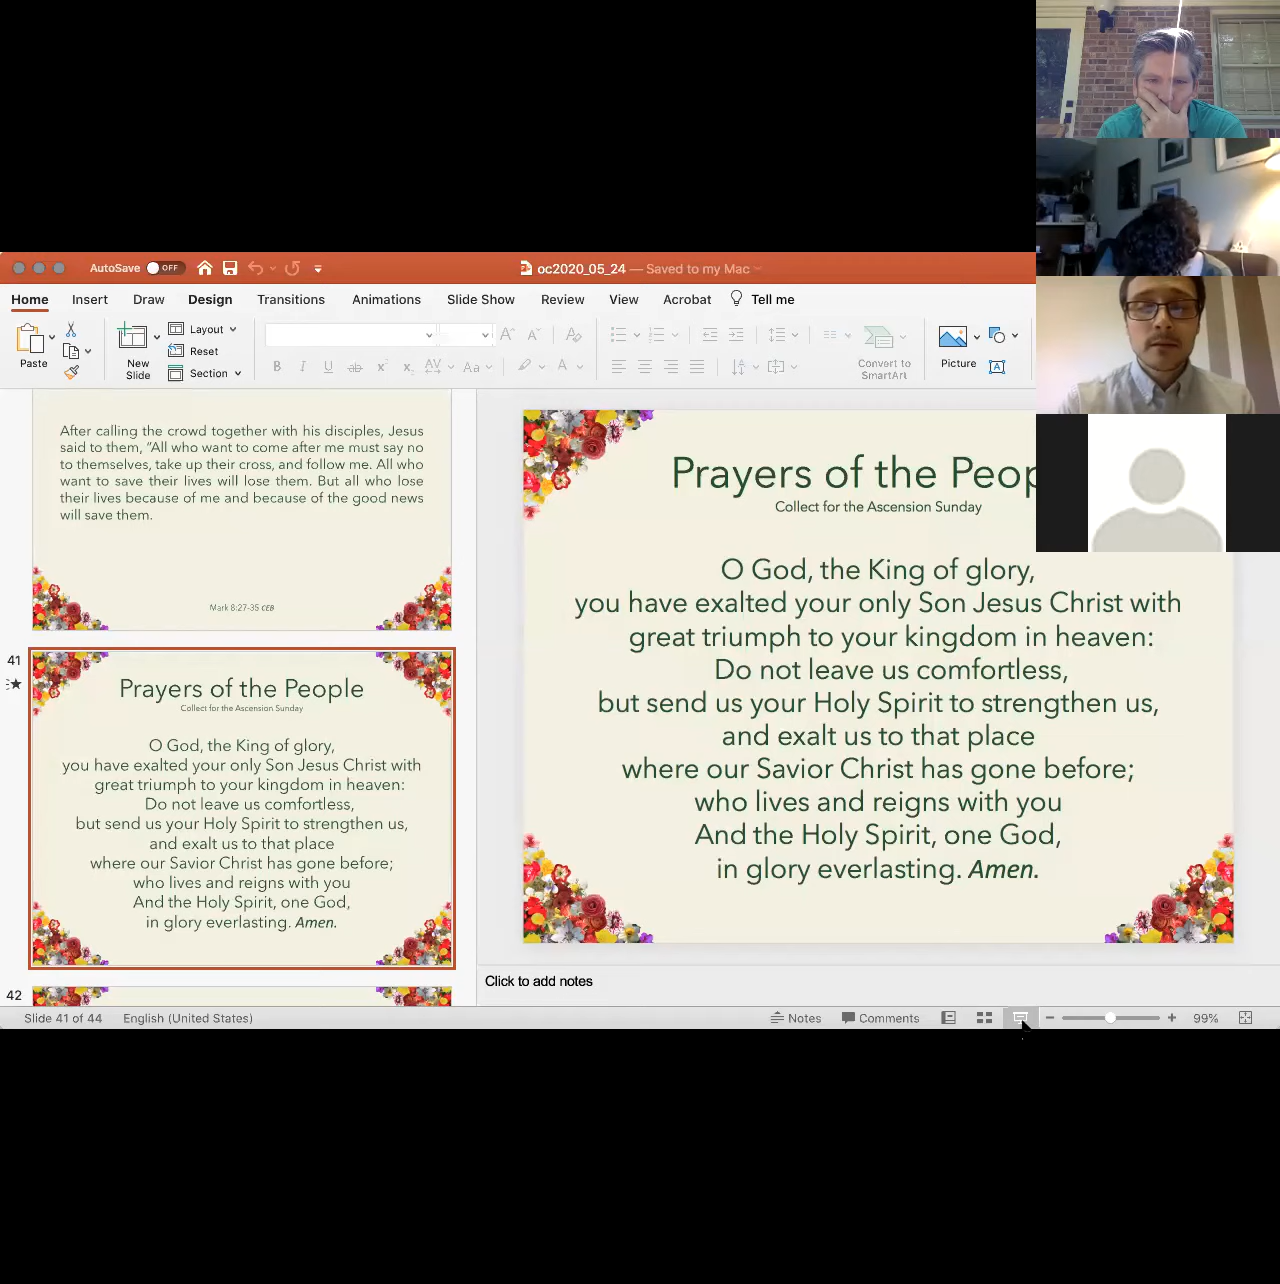 AutoSave OFF
oc2020_05_24 — Saved to my Mac
Home Insert Draw Design Transitions Animations Slide Show Review View Acrobat Tell me
Paste
New
Slide
Layout
Reset
Section
B I U ab x² x₂ AV Aa A
Convert to
SmartArt
Picture
After calling the crowd together with his disciples, Jesus
said to them, “All who want to come after me must say no
to themselves, take up their cross, and follow me. All who
want to save their lives will lose them. But all who lose
their lives because of me and because of the good news
will save them.
Mark 8:27-35 CEB
41
Prayers of the People
Collect for the Ascension Sunday
O God, the King of glory,
you have exalted your only Son Jesus Christ with
great triumph to your kingdom in heaven:
Do not leave us comfortless,
but send us your Holy Spirit to strengthen us,
and exalt us to that place
where our Savior Christ has gone before;
who lives and reigns with you
And the Holy Spirit, one God,
in glory everlasting. Amen.
42
Prayers of the Peop
Collect for the Ascension Sunday
O God, the King of glory,
you have exalted your only Son Jesus Christ with
great triumph to your kingdom in heaven:
Do not leave us comfortless,
but send us your Holy Spirit to strengthen us,
and exalt us to that place
where our Savior Christ has gone before;
who lives and reigns with you
And the Holy Spirit, one God,
in glory everlasting. Amen.
Click to add notes
Slide 41 of 44 English (United States) Notes Comments 99%